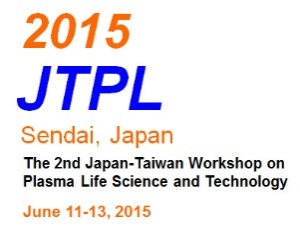 2015
JTPL
Sendai, Japan
The 2nd Japan-Taiwan Workshop on
Plasma Life Science and Technology
June 11-13, 2015